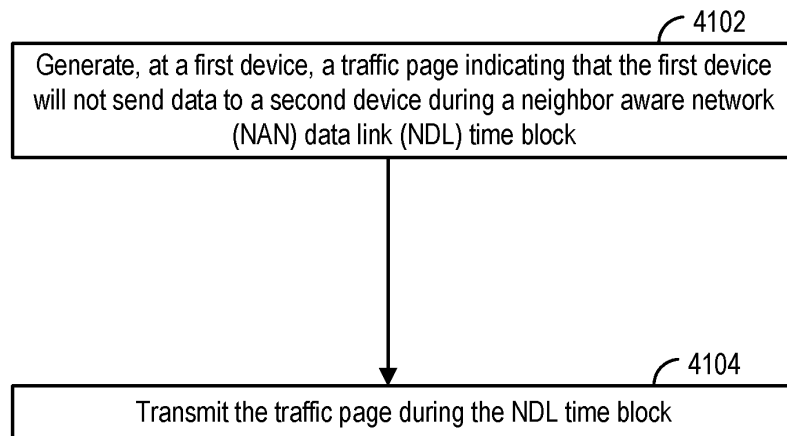 4102
Generate, at a first device, a traffic page indicating that the first device
will not send data to a second device during a neighbor aware network
(NAN) data link (NDL) time block
4104
Transmit the traffic page during the NDL time block